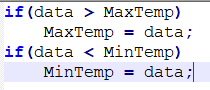 if(data > MaxTemp)
    MaxTemp = data;
if(data < MinTemp)
    MinTemp = data;